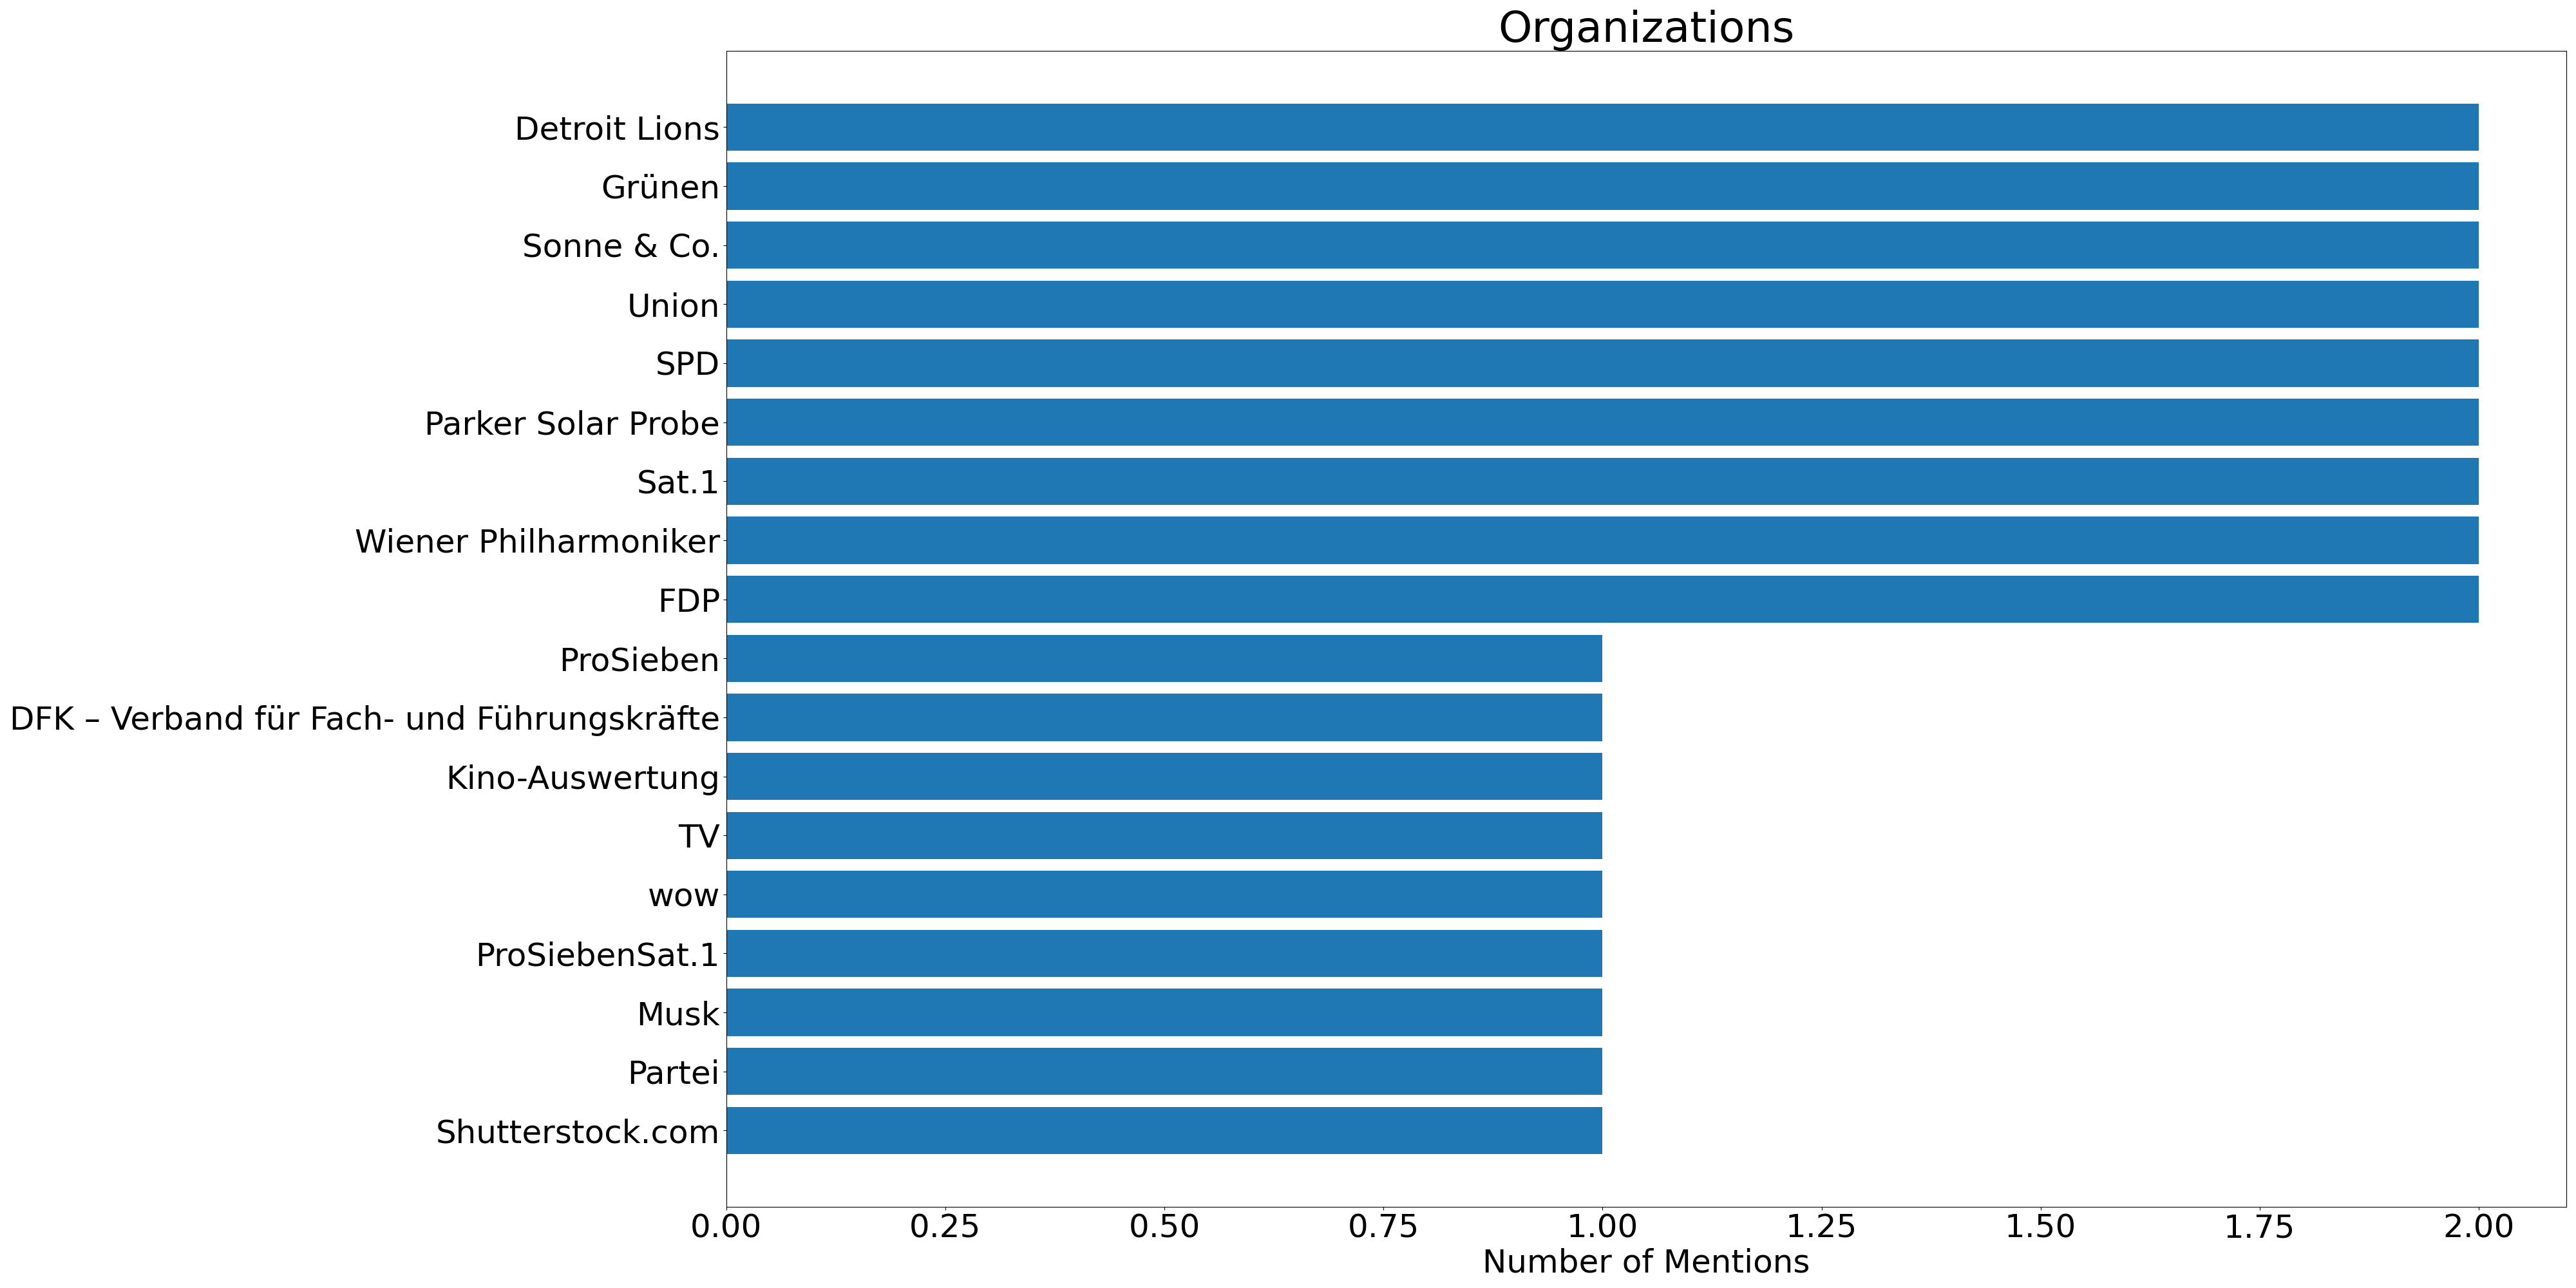 Organizations
Detroit Lions
Grünen
Sonne & Co.
Union
SPD
Parker Solar Probe
Sat.1
Wiener Philharmoniker
FDP
ProSieben
DFK – Verband für Fach- und Führungskräfte
Kino-Auswertung
TV
wow
ProSiebenSat.1
Musk
Partei
Shutterstock.com
0.00 0.25 0.50 0.75 1.00 1.25 1.50 1.75 2.00
Number of Mentions